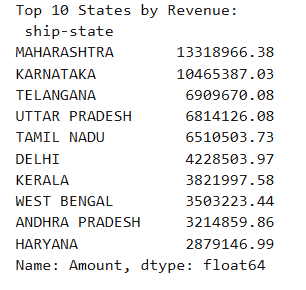 Top 10 States by Revenue:
ship-state
MAHARASHTRA 13318966.38
KARNATAKA 10465387.03
TELANGANA 6909670.08
UTTAR PRADESH 6814126.08
TAMIL NADU 6510503.73
DELHI 4228503.97
KERALA 3821997.58
WEST BENGAL 3503223.44
ANDHRA PRADESH 3214859.86
HARYANA 2879146.99
Name: Amount, dtype: float64